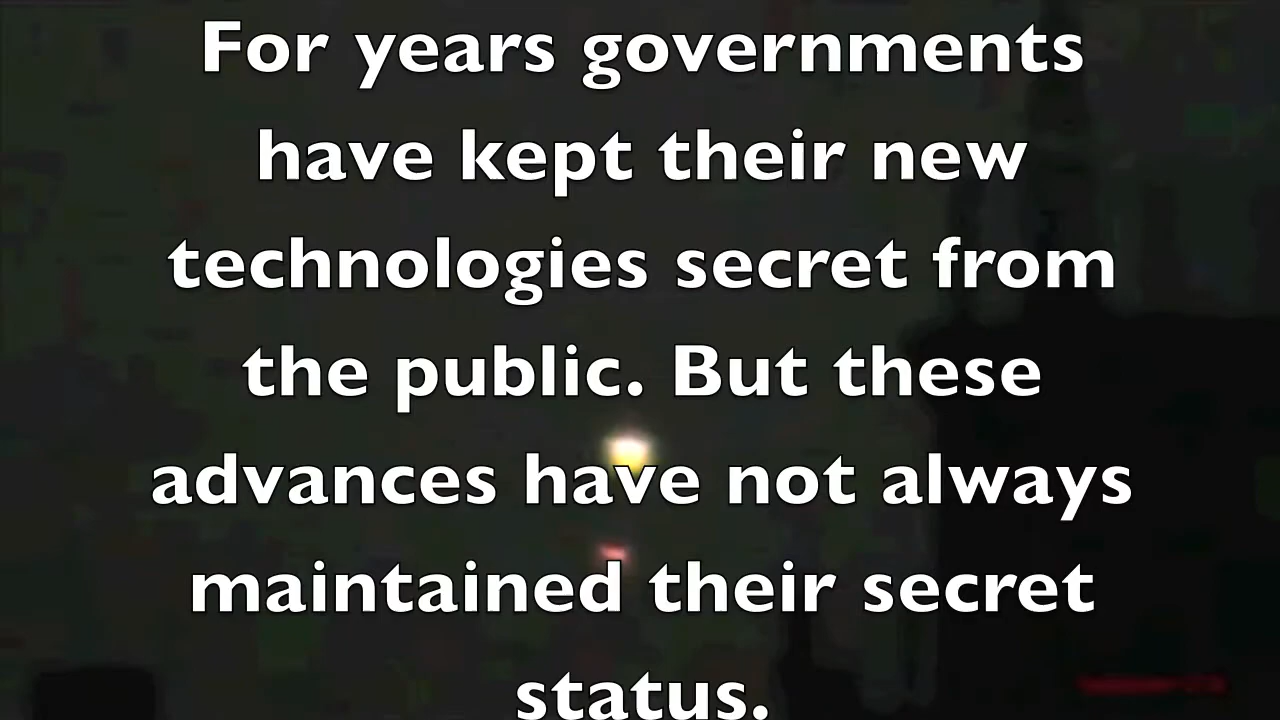 For years governments
have kept their new
technologies secret from
the public. But these
advances have not always
maintained their secret
status.